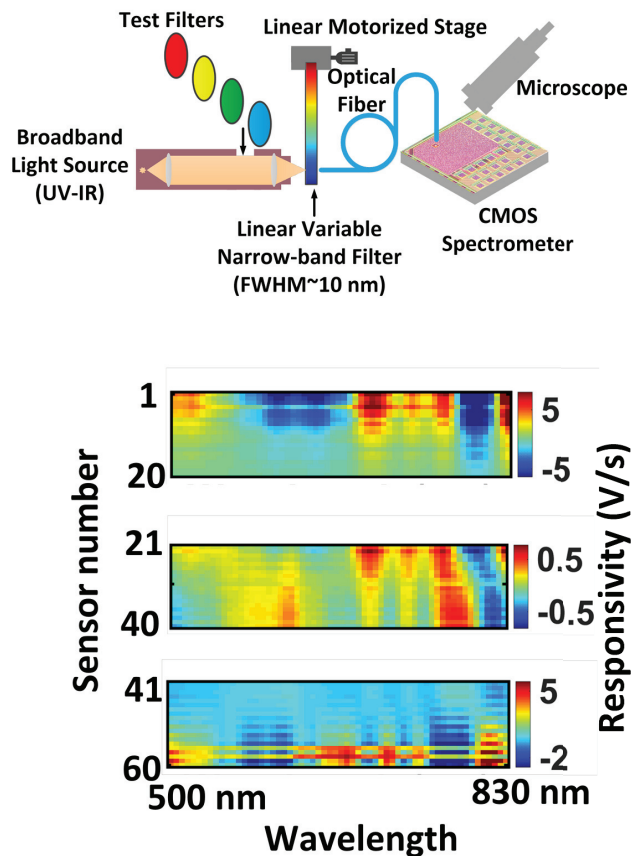 Test Filters
Linear Motorized Stage
Optical
Fiber
Microscope
Broadband
Light Source
(UV-IR)
CMOS
Spectrometer
Linear Variable
Narrow-band Filter
(FWHM~10 nm)
Sensor number
1
20
5
-5
21
40
0.5
-0.5
41
60
5
-2
Responsivity (V/s)
500 nm
830 nm
Wavelength